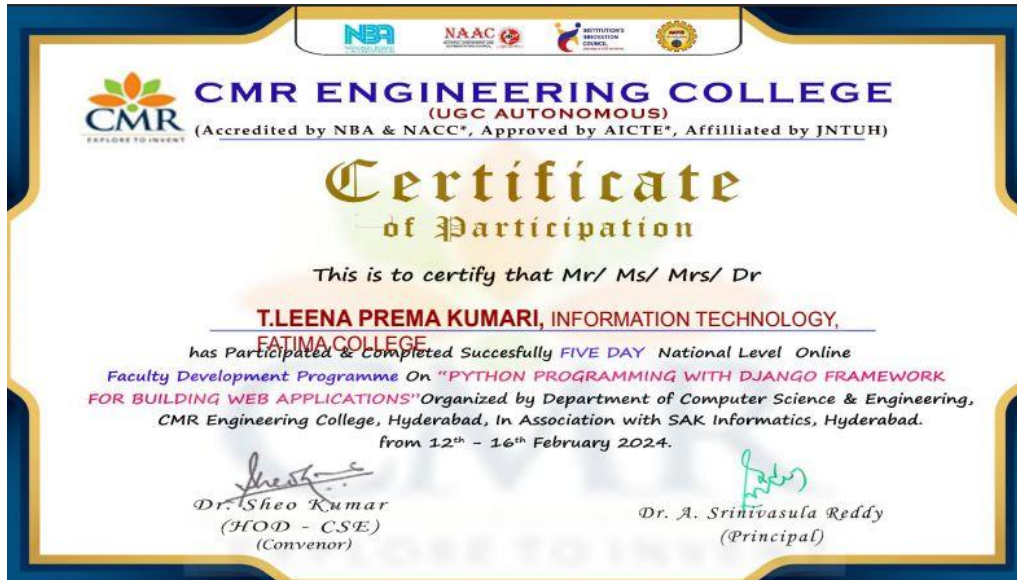 NBA
NAAC
INSTITUTION'S
INNOVATION
COUNCIL
CMR
EXPLORE TO INVENT
CMR ENGINEERING COLLEGE
(UGC AUTONOMOUS)
(Accredited by NBA & NACC*, Approved by AICTE*, Affilliated by JNTUH)
Certificate
of Participation
This is to certify that Mr/ Ms/ Mrs/ Dr
T.LEENA PREMA KUMARI, INFORMATION TECHNOLOGY,
FATIMA COLLEGE,
has Participated & Completed Succesfully FIVE DAY National Level Online
Faculty Development Programme On "PYTHON PROGRAMMING WITH DJANGO FRAMEWORK
FOR BUILDING WEB APPLICATIONS" Organized by Department of Computer Science & Engineering,
CMR Engineering College, Hyderabad, In Association with SAK Informatics, Hyderabad.
from 12th - 16th February 2024.
Dr. Sheo Kumar
(HOD - CSE)
(Convenor)
Dr. A. Srinivasula Reddy
(Principal)
CMR
EXPLORE TO INVENT